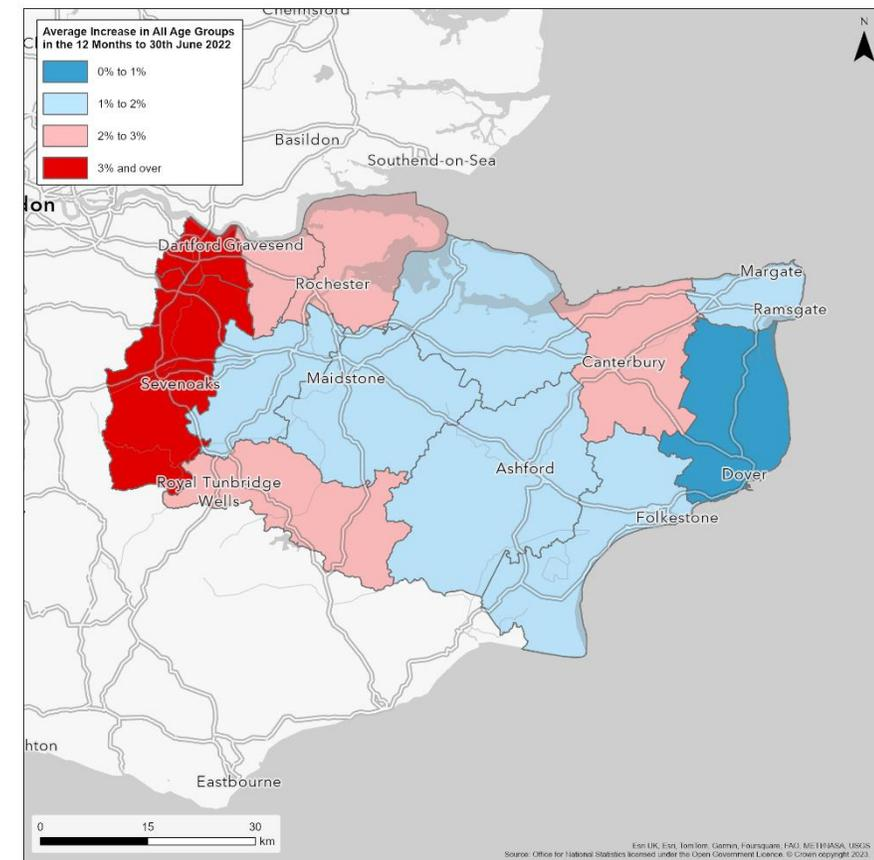 Chelmsford
Average Increase in All Age Groups
in the 12 Months to 30th June 2022
0% to 1%
1% to 2%
2% to 3%
3% and over
N
Basildon
Southend-on-Sea
don
Dartford Gravesend
Rochester
Margate
Ramsgate
Canterbury
Sevenoaks
Maidstone
Ashford
Dover
Royal Tunbridge
Wells
Folkestone
hton
Eastbourne
0 15 30
km
Esri UK, Esri, TomTom, Garmin, Foursquare, FAO, METI/NASA, USGS
Source: Office for National Statistics licensed under the Open Government Licence. © Crown copyright 2023.